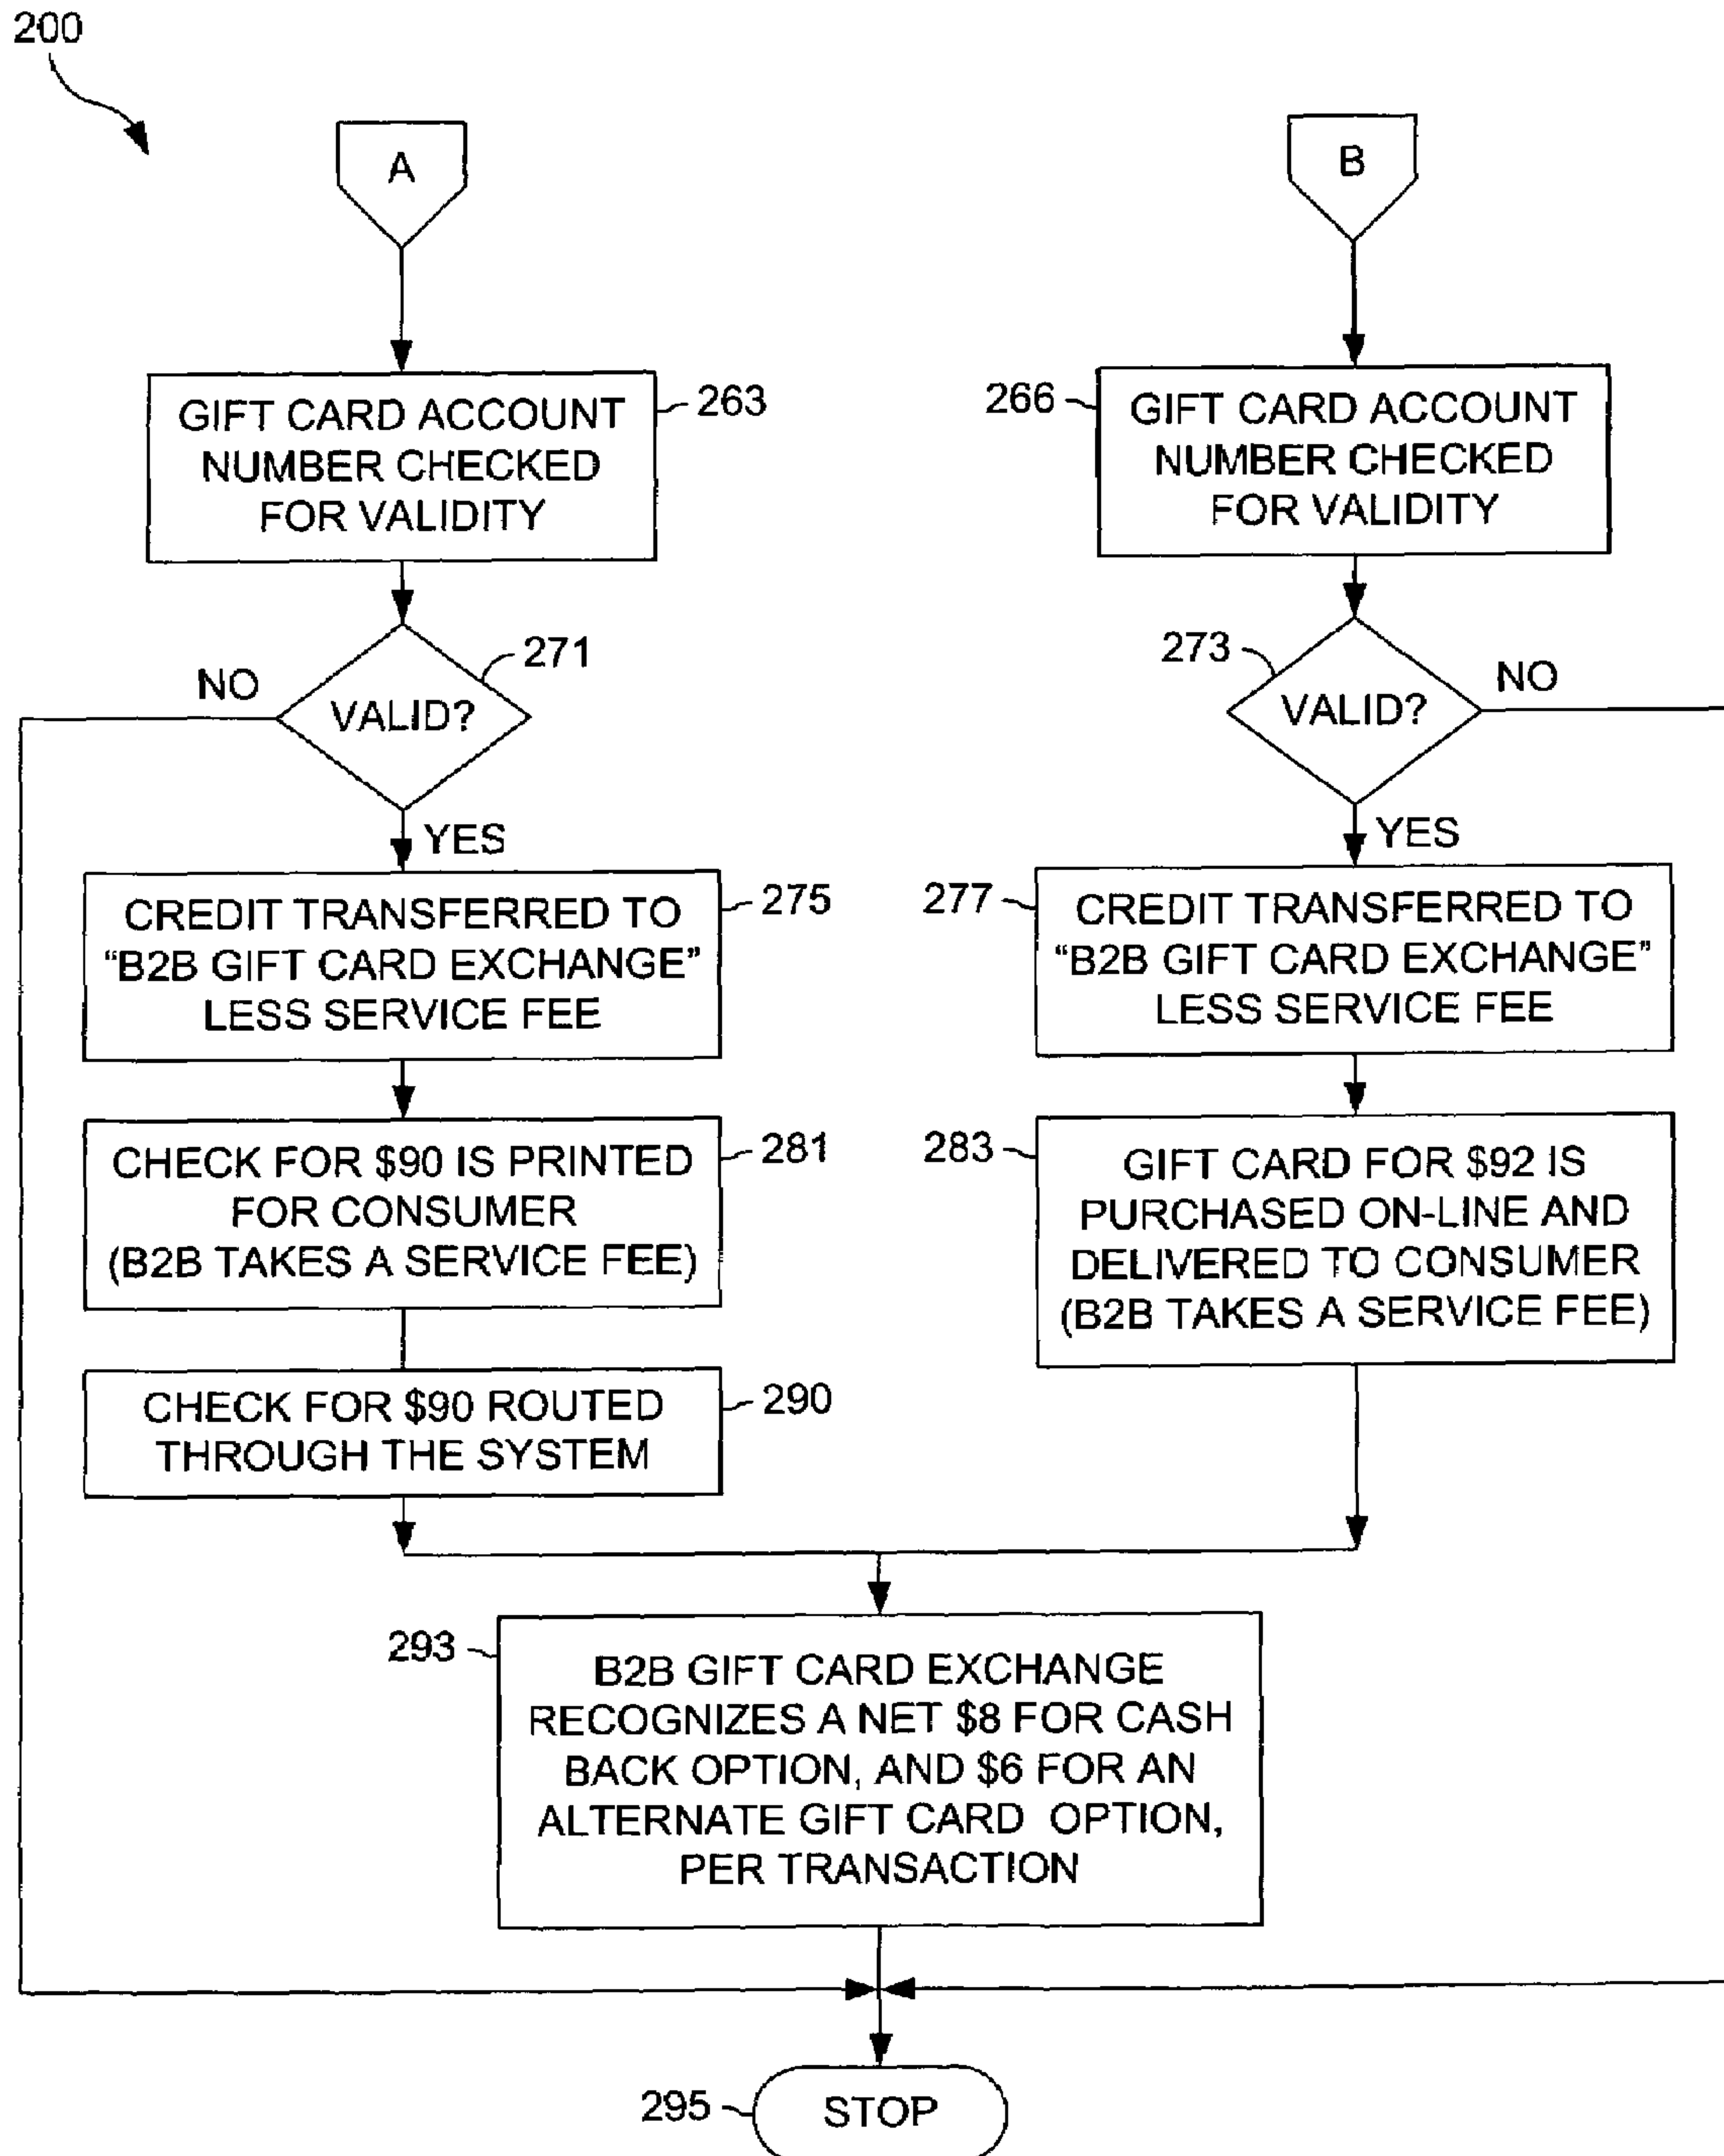 200
A
B
GIFT CARD ACCOUNT
NUMBER CHECKED
FOR VALIDITY
263
266
GIFT CARD ACCOUNT
NUMBER CHECKED
FOR VALIDITY
NO
VALID?
271
YES
273
VALID?
NO
YES
CREDIT TRANSFERRED TO
“B2B GIFT CARD EXCHANGE”
LESS SERVICE FEE
275
277
CREDIT TRANSFERRED TO
“B2B GIFT CARD EXCHANGE”
LESS SERVICE FEE
CHECK FOR $90 IS PRINTED
FOR CONSUMER
(B2B TAKES A SERVICE FEE)
281
283
GIFT CARD FOR $92 IS
PURCHASED ON-LINE AND
DELIVERED TO CONSUMER
(B2B TAKES A SERVICE FEE)
CHECK FOR $90 ROUTED
THROUGH THE SYSTEM
290
293
B2B GIFT CARD EXCHANGE
RECOGNIZES A NET $8 FOR CASH
BACK OPTION, AND $6 FOR AN
ALTERNATE GIFT CARD OPTION,
PER TRANSACTION
295
STOP